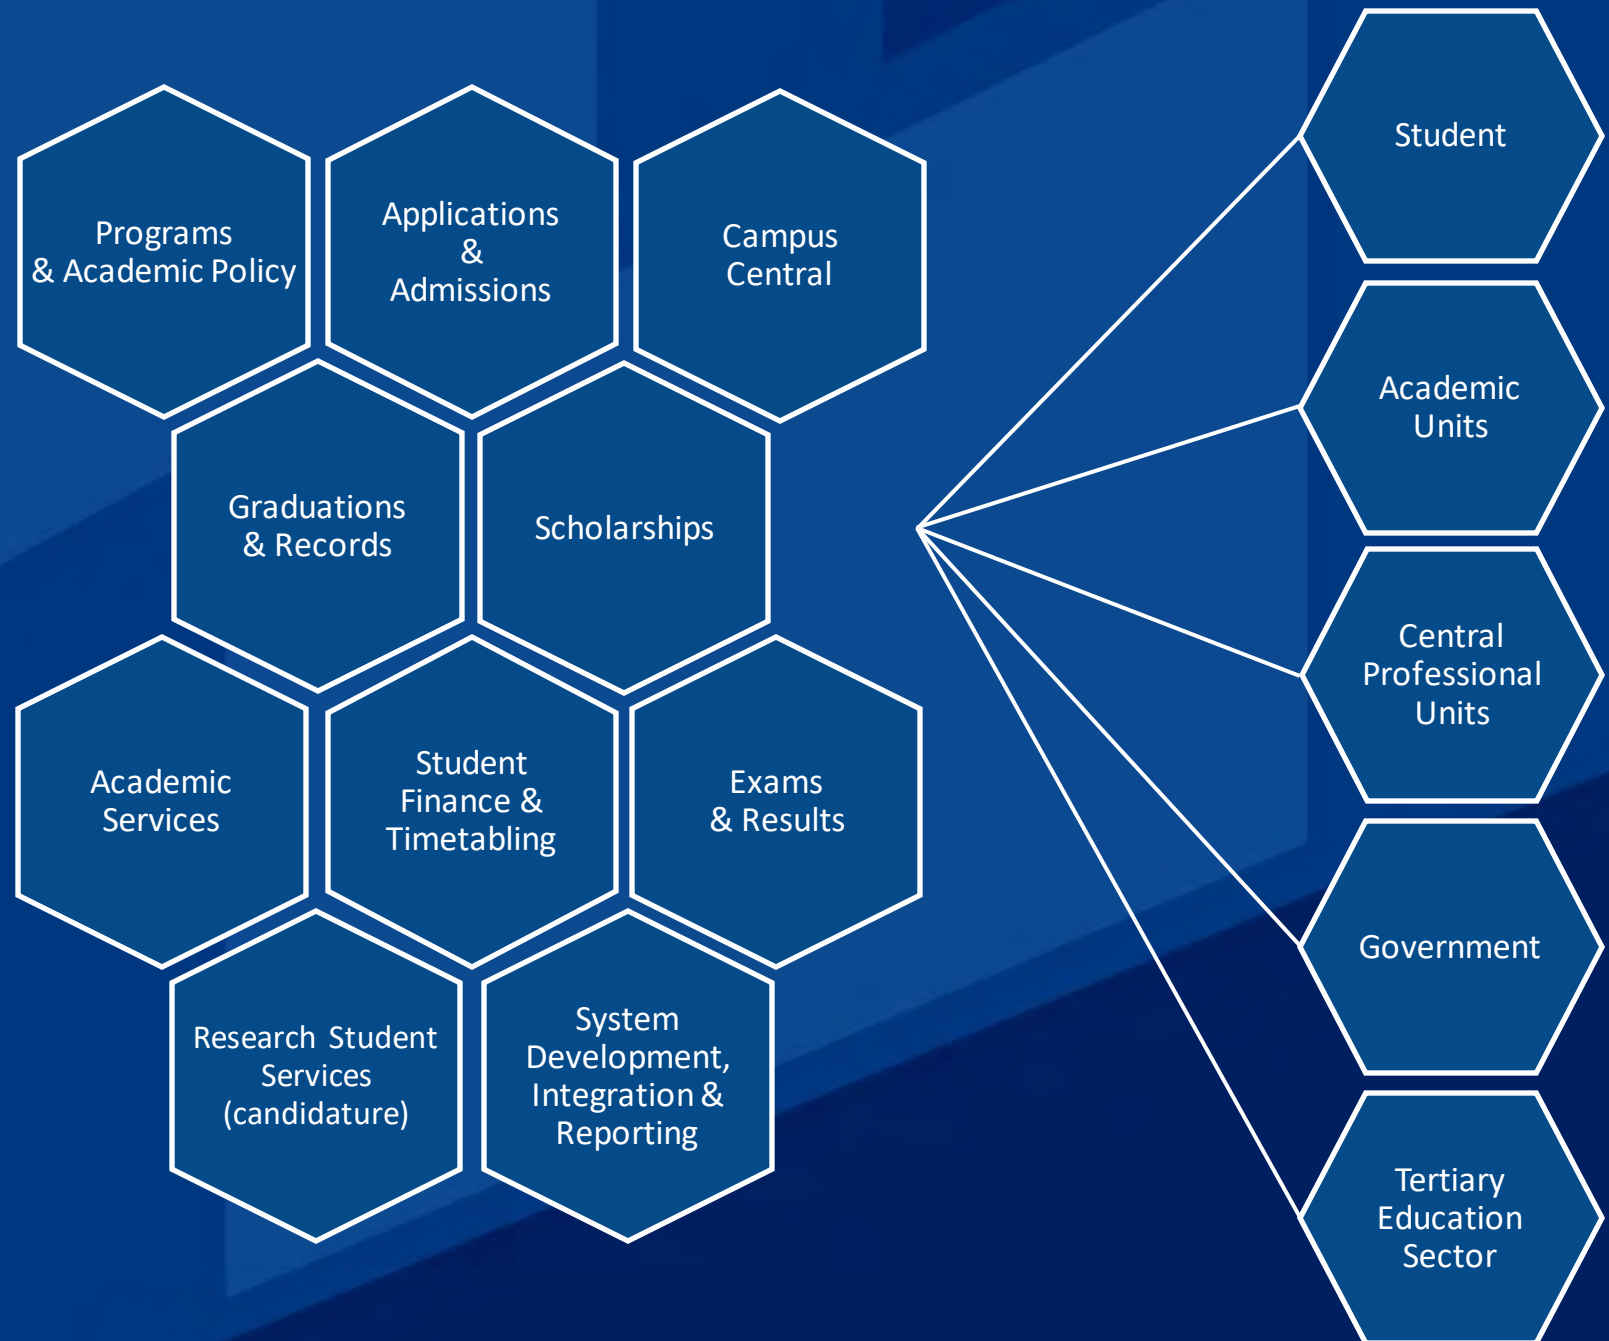 Programs
& Academic Policy
Applications
&
Admissions
Campus
Central
Graduations
& Records
Scholarships
Academic
Services
Student
Finance &
Timetabling
Exams
& Results
Research Student
Services
(candidature)
System
Development,
Integration &
Reporting
Student
Academic
Units
Central
Professional
Units
Government
Tertiary
Education
Sector